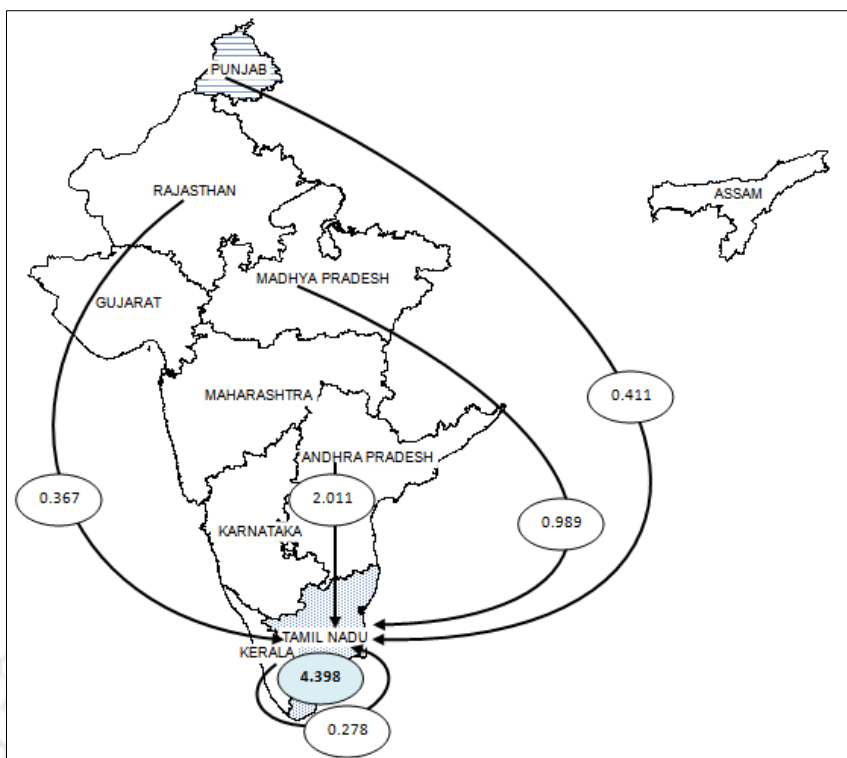 PUNJAB
RAJASTHAN
ASSAM
MADHYA PRADESH
GUJARAT
MAHARASHTRA
0.411
ANDHRA PRADESH
0.367
2.011
0.989
KARNATAKA
TAMIL NADU
KERALA
4.398
0.278